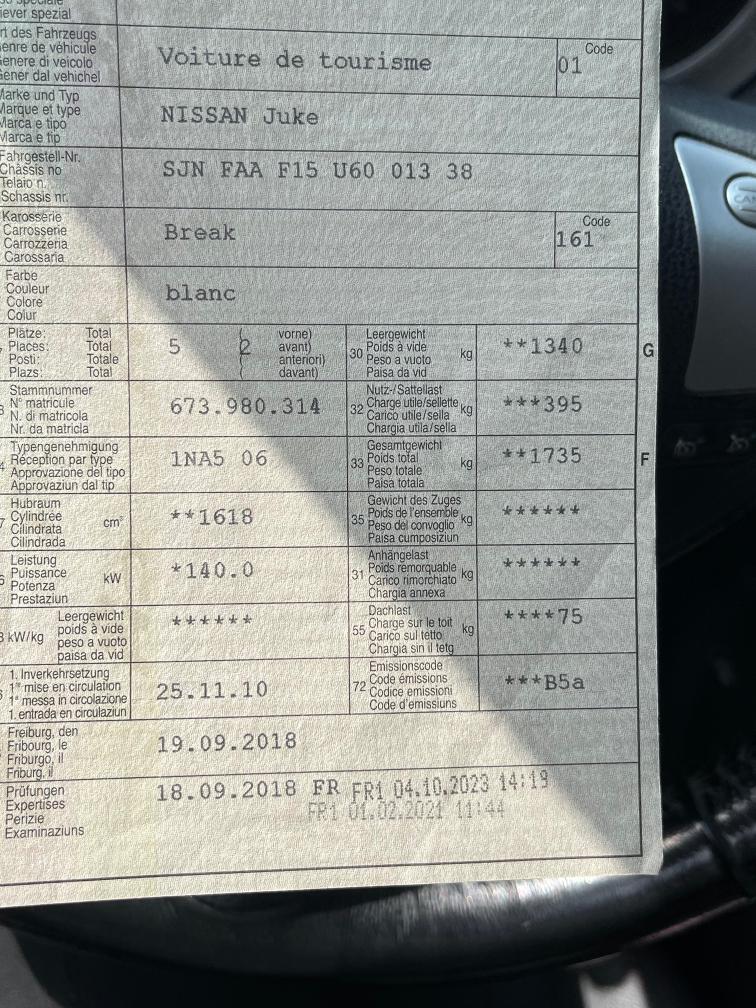 iever spezial
rt des Fahrzeugs
enre de véhicule
enere di veicolo
ener dal vehichel
Voiture de tourisme
Code
01
Marke und Typ
Marque et type
Marca e tipo
Marca e tip
NISSAN Juke
Fahrgestell-Nr.
Châssis no
Telaio n.
Schassis nr.
SJN FAA F15 U60 013 38
Karosserie
Carrosserie
Carrozzeria
Carossaria
Break
Code
161
Farbe
Couleur
Colore
Colur
blanc
Plätze: Total
Places: Total
Posti: Totale
Plazs: Total
5
( vorne)
2 avant)
( anteriori)
( davant)
30
Leergewicht
Poids à vide
Peso a vuoto
Paisa da vid
kg
**1340
G
Stammnummer
N° matricule
N. di matricola
Nr. da matricla
673.980.314
32
Nutz-/Sattellast
Charge utile/sellette
Carico utile/sella
Chargia utila/sella
kg
***395
Typengenehmigung
Réception par type
Approvazione del tipo
Approvaziun dal tip
1NA5 06
33
Gesamtgewicht
Poids total
Peso totale
Paisa totala
kg
**1735
F
Hubraum
Cylindrée
Cilindrata
Cilindrada
cm³
**1618
35
Gewicht des Zuges
Poids de l'ensemble
Peso del convoglio
Paisa cumposiziun
kg
******
Leistung
Puissance
Potenza
Prestaziun
kW
*140.0
31
Anhängelast
Poids remorquable
Carico rimorchiato
Chargia annexa
kg
******
kW/kg
Leergewicht
poids à vide
peso a vuoto
paisa da vid
******
55
Dachlast
Charge sur le toit
Carico sul tetto
Chargia sin il tetg
kg
****75
1. Inverkehrsetzung
1re mise en circulation
1a messa in circolazione
1. entrada en circulaziun
25.11.10
72
Emissionscode
Code émissions
Codice emissioni
Code d'emissiuns
***B5a
Freiburg, den
Fribourg, le
Friburgo, il
Friburg, il
19.09.2018
Prüfungen
Expertises
Perizie
Examinaziuns
18.09.2018 FR FR1 04.10.2023 14:19
FR1 01.02.2021 11:44